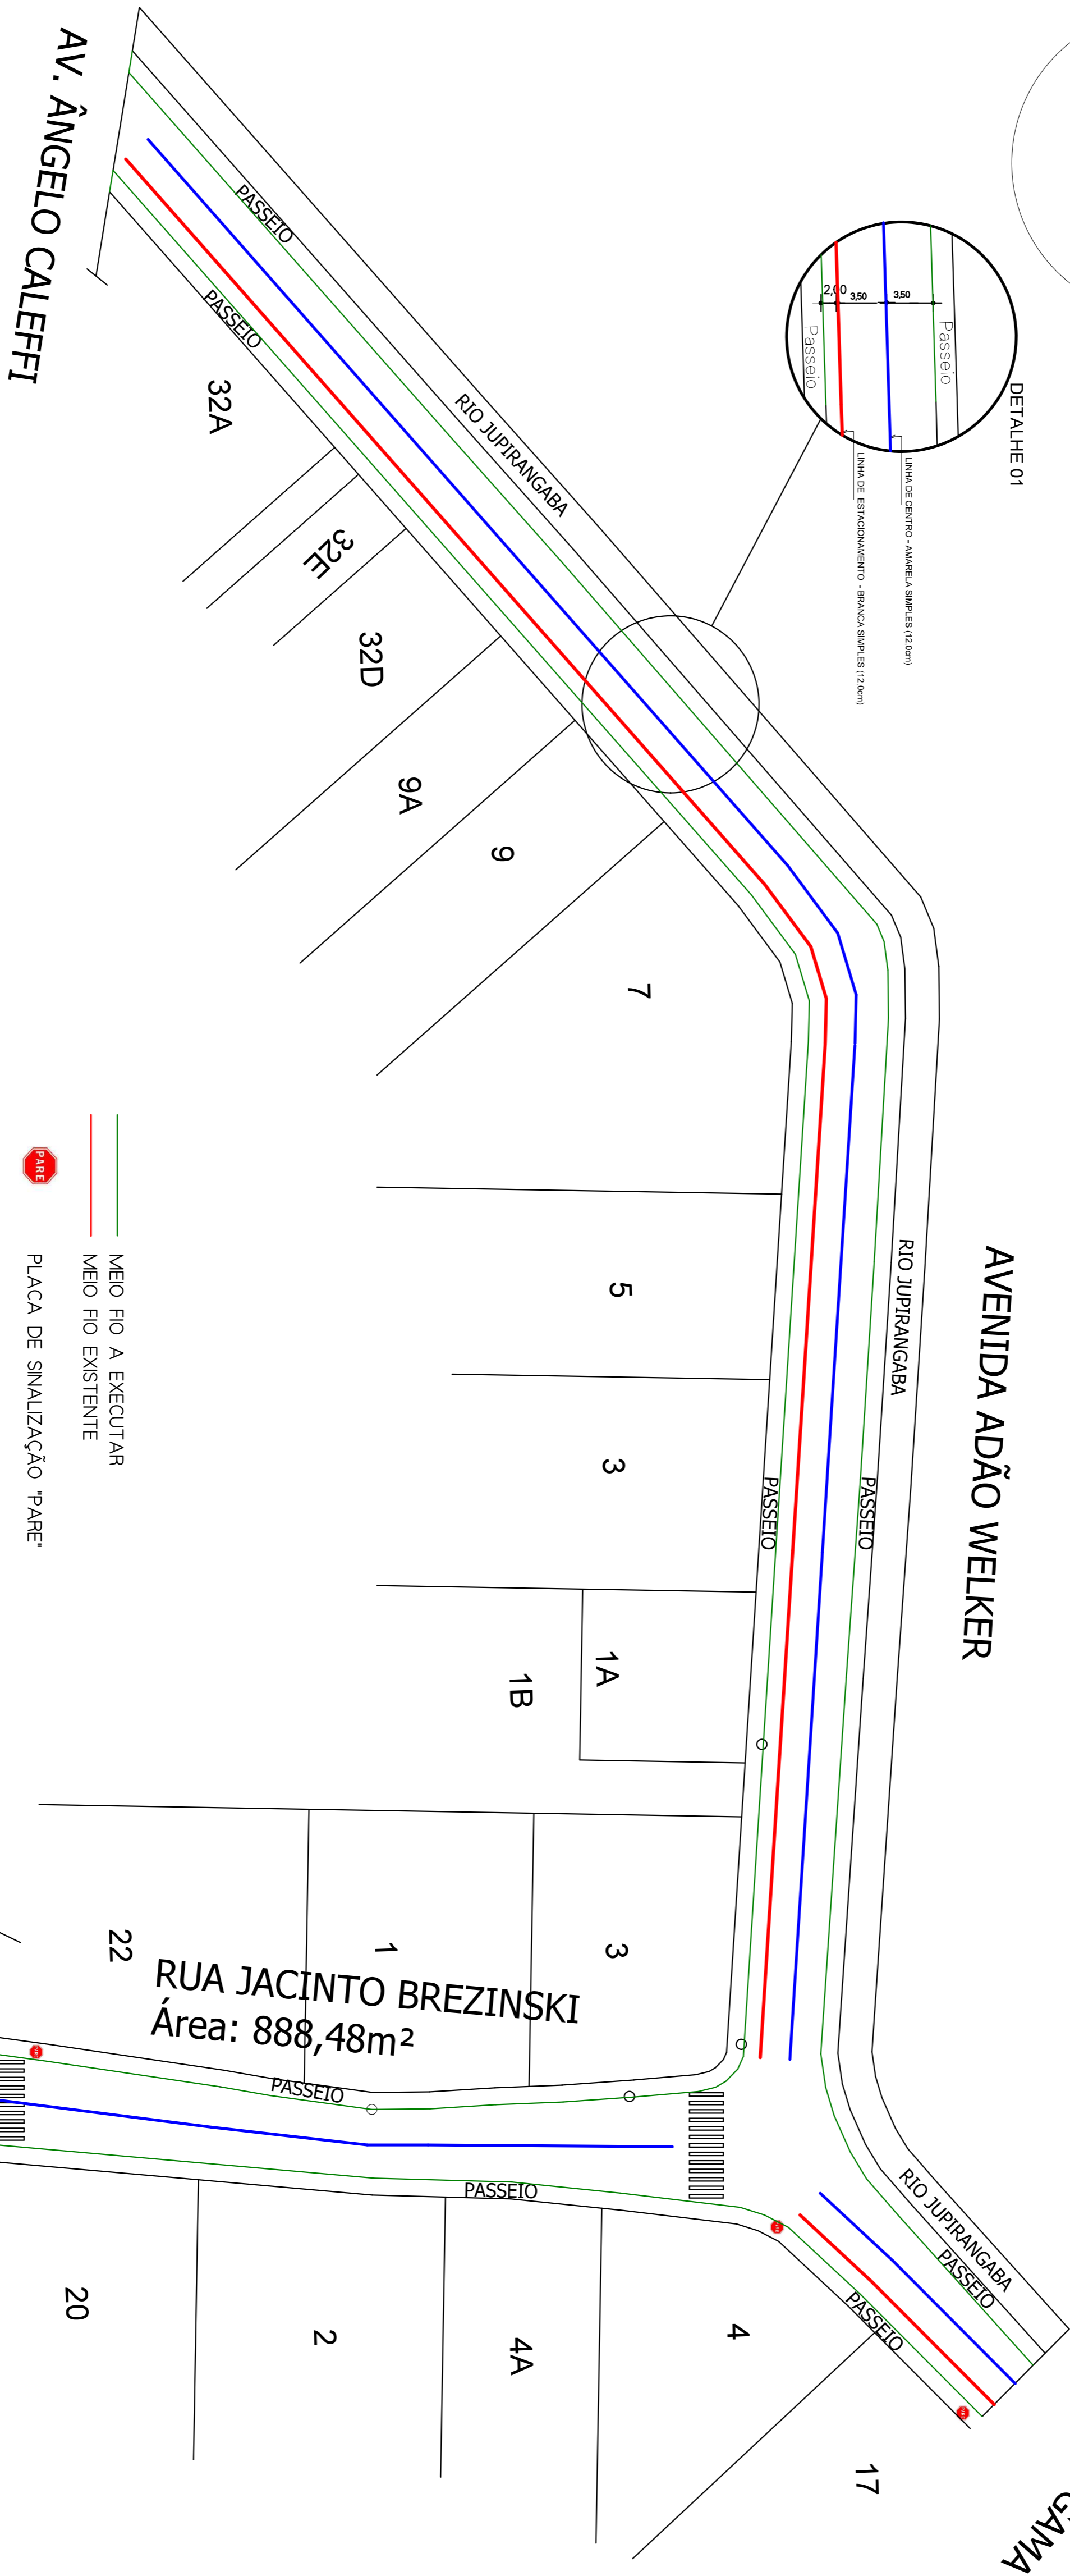 AV. ÂNGELO CALEFFI
PASSEIO
PASSEIO
RIO JUPIRANGABA
DETALHE 01
2,00
3,50
3,50
Passeio
Passeio
LINHA DE CENTRO - AMARELA SIMPLES (12,0cm)
LINHA DE ESTACIONAMENTO - BRANCA SIMPLES (12,0cm)
32A
32E
32D
9A
9
7
5
3
1A
1B
AVENIDA ADÃO WELKER
RIO JUPIRANGABA
PASSEIO
PASSEIO
MEIO FIO A EXECUTAR
MEIO FIO EXISTENTE
PARE
PLACA DE SINALIZAÇÃO "PARE"
22
1
3
RUA JACINTO BREZINSKI
Área: 888,48m²
PASSEIO
PASSEIO
RIO JUPIRANGABA
PASSEIO
PASSEIO
20
2
4A
4
17
GAMA